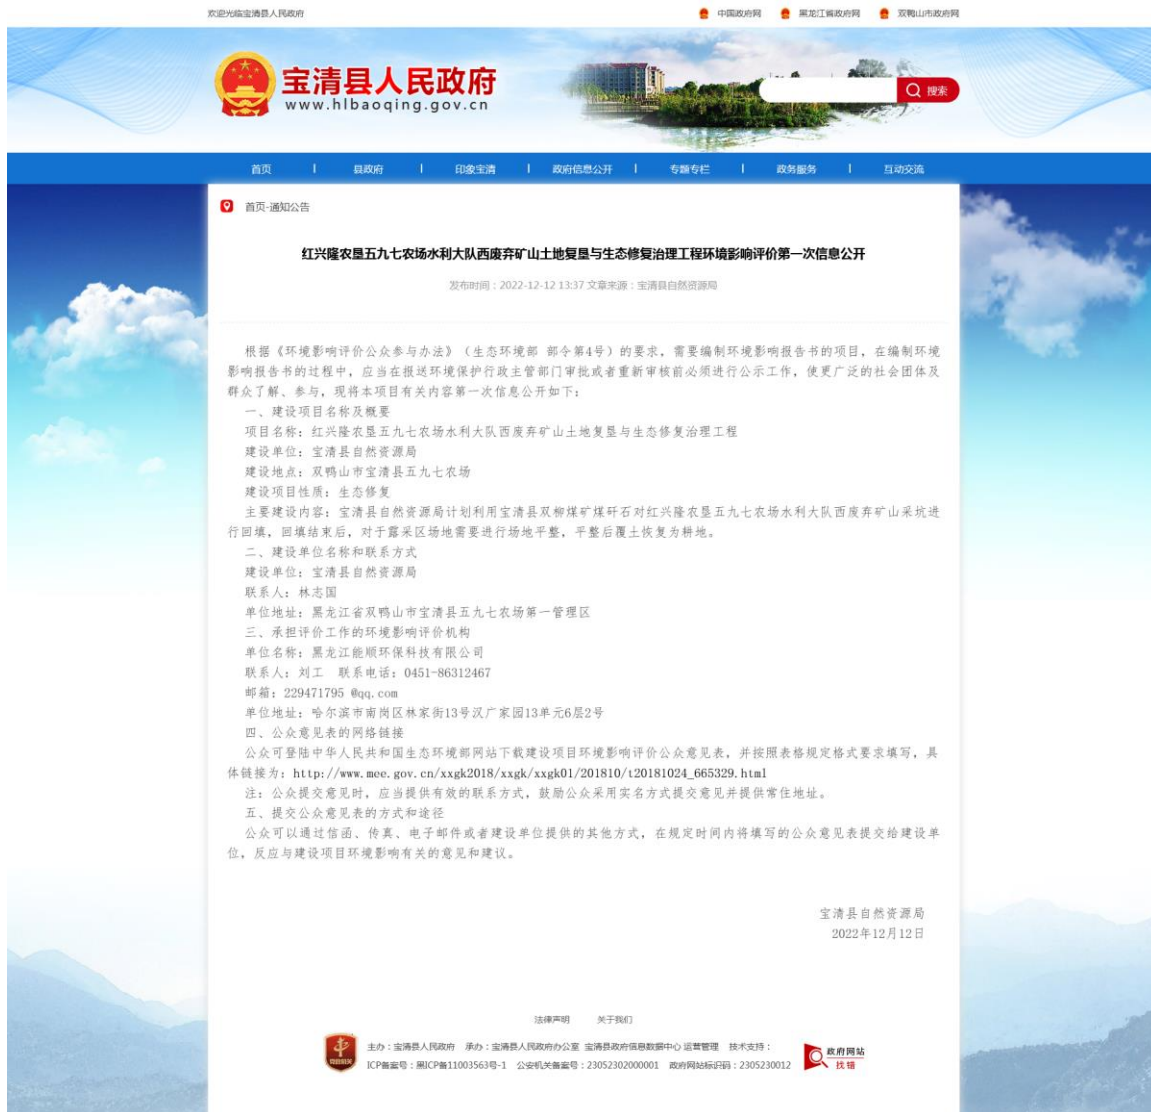 欢迎光临宝清县人民政府
中国政府网 黑龙江省政府网 双鸭山市政府网
宝清县人民政府
www.hlbaoqing.gov.cn
搜索
首页 | 县政府 | 印象宝清 | 政府信息公开 | 专题专栏 | 政务服务 | 互动交流
首页-通知公告
红兴隆农垦五九七农场水利大队西废弃矿山土地复垦与生态修复治理工程环境影响评价第一次信息公开
发布时间：2022-12-12 13:37 文章来源：宝清县自然资源局
根据《环境影响评价公众参与办法》（生态环境部 部令第4号）的要求，需要编制环境影响报告书的项目，在编制环境
影响报告书的过程中，应当在报送环境保护行政主管部门审批或者重新审核前必须进行公示工作，使更广泛的社会团体及
群众了解、参与，现将本项目有关内容第一次信息公开如下：
一、建设项目名称及概要
项目名称：红兴隆农垦五九七农场水利大队西废弃矿山土地复垦与生态修复治理工程
建设单位：宝清县自然资源局
建设地点：双鸭山市宝清县五九七农场
建设项目性质：生态修复
主要建设内容：宝清县自然资源局计划利用宝清县双柳煤矿煤矸石对红兴隆农垦五九七农场水利大队西废弃矿山采坑进
行回填，回填结束后，对于露采区场地需要进行场地平整，平整后覆土恢复为耕地。
二、建设单位名称和联系方式
建设单位：宝清县自然资源局
联系人：林志国
单位地址：黑龙江省双鸭山市宝清县五九七农场第一管理区
三、承担评价工作的环境影响评价机构
单位名称：黑龙江能顺环保科技有限公司
联系人：刘工 联系电话：0451-86312467
邮箱：229471795 @qq.com
单位地址：哈尔滨市南岗区林家街13号汉广家园13单元6层2号
四、公众意见表的网络链接
公众可登陆中华人民共和国生态环境部网站下载建设项目环境影响评价公众意见表，并按照表格规定格式要求填写，具
体链接为：http://www.mee.gov.cn/xxgk2018/xxgk/xxgk01/201810/t20181024_665329.html
注：公众提交意见时，应当提供有效的联系方式，鼓励公众采用实名方式提交意见并提供常住地址。
五、提交公众意见表的方式和途径
公众可以通过信函、传真、电子邮件或者建设单位提供的其他方式，在规定时间内将填写的公众意见表提交给建设单
位，反应与建设项目环境影响有关的意见和建议。
宝清县自然资源局
2022年12月12日
法律声明 关于我们
主办：宝清县人民政府 承办：宝清县人民政府办公室 宝清县政府信息数据中心 运营管理 技术支持：
ICP备案号：黑ICP备11003563号-1 公安机关备案号：23052302000001 政府网站标识码：2305230012
党政机关
政府网站
找错